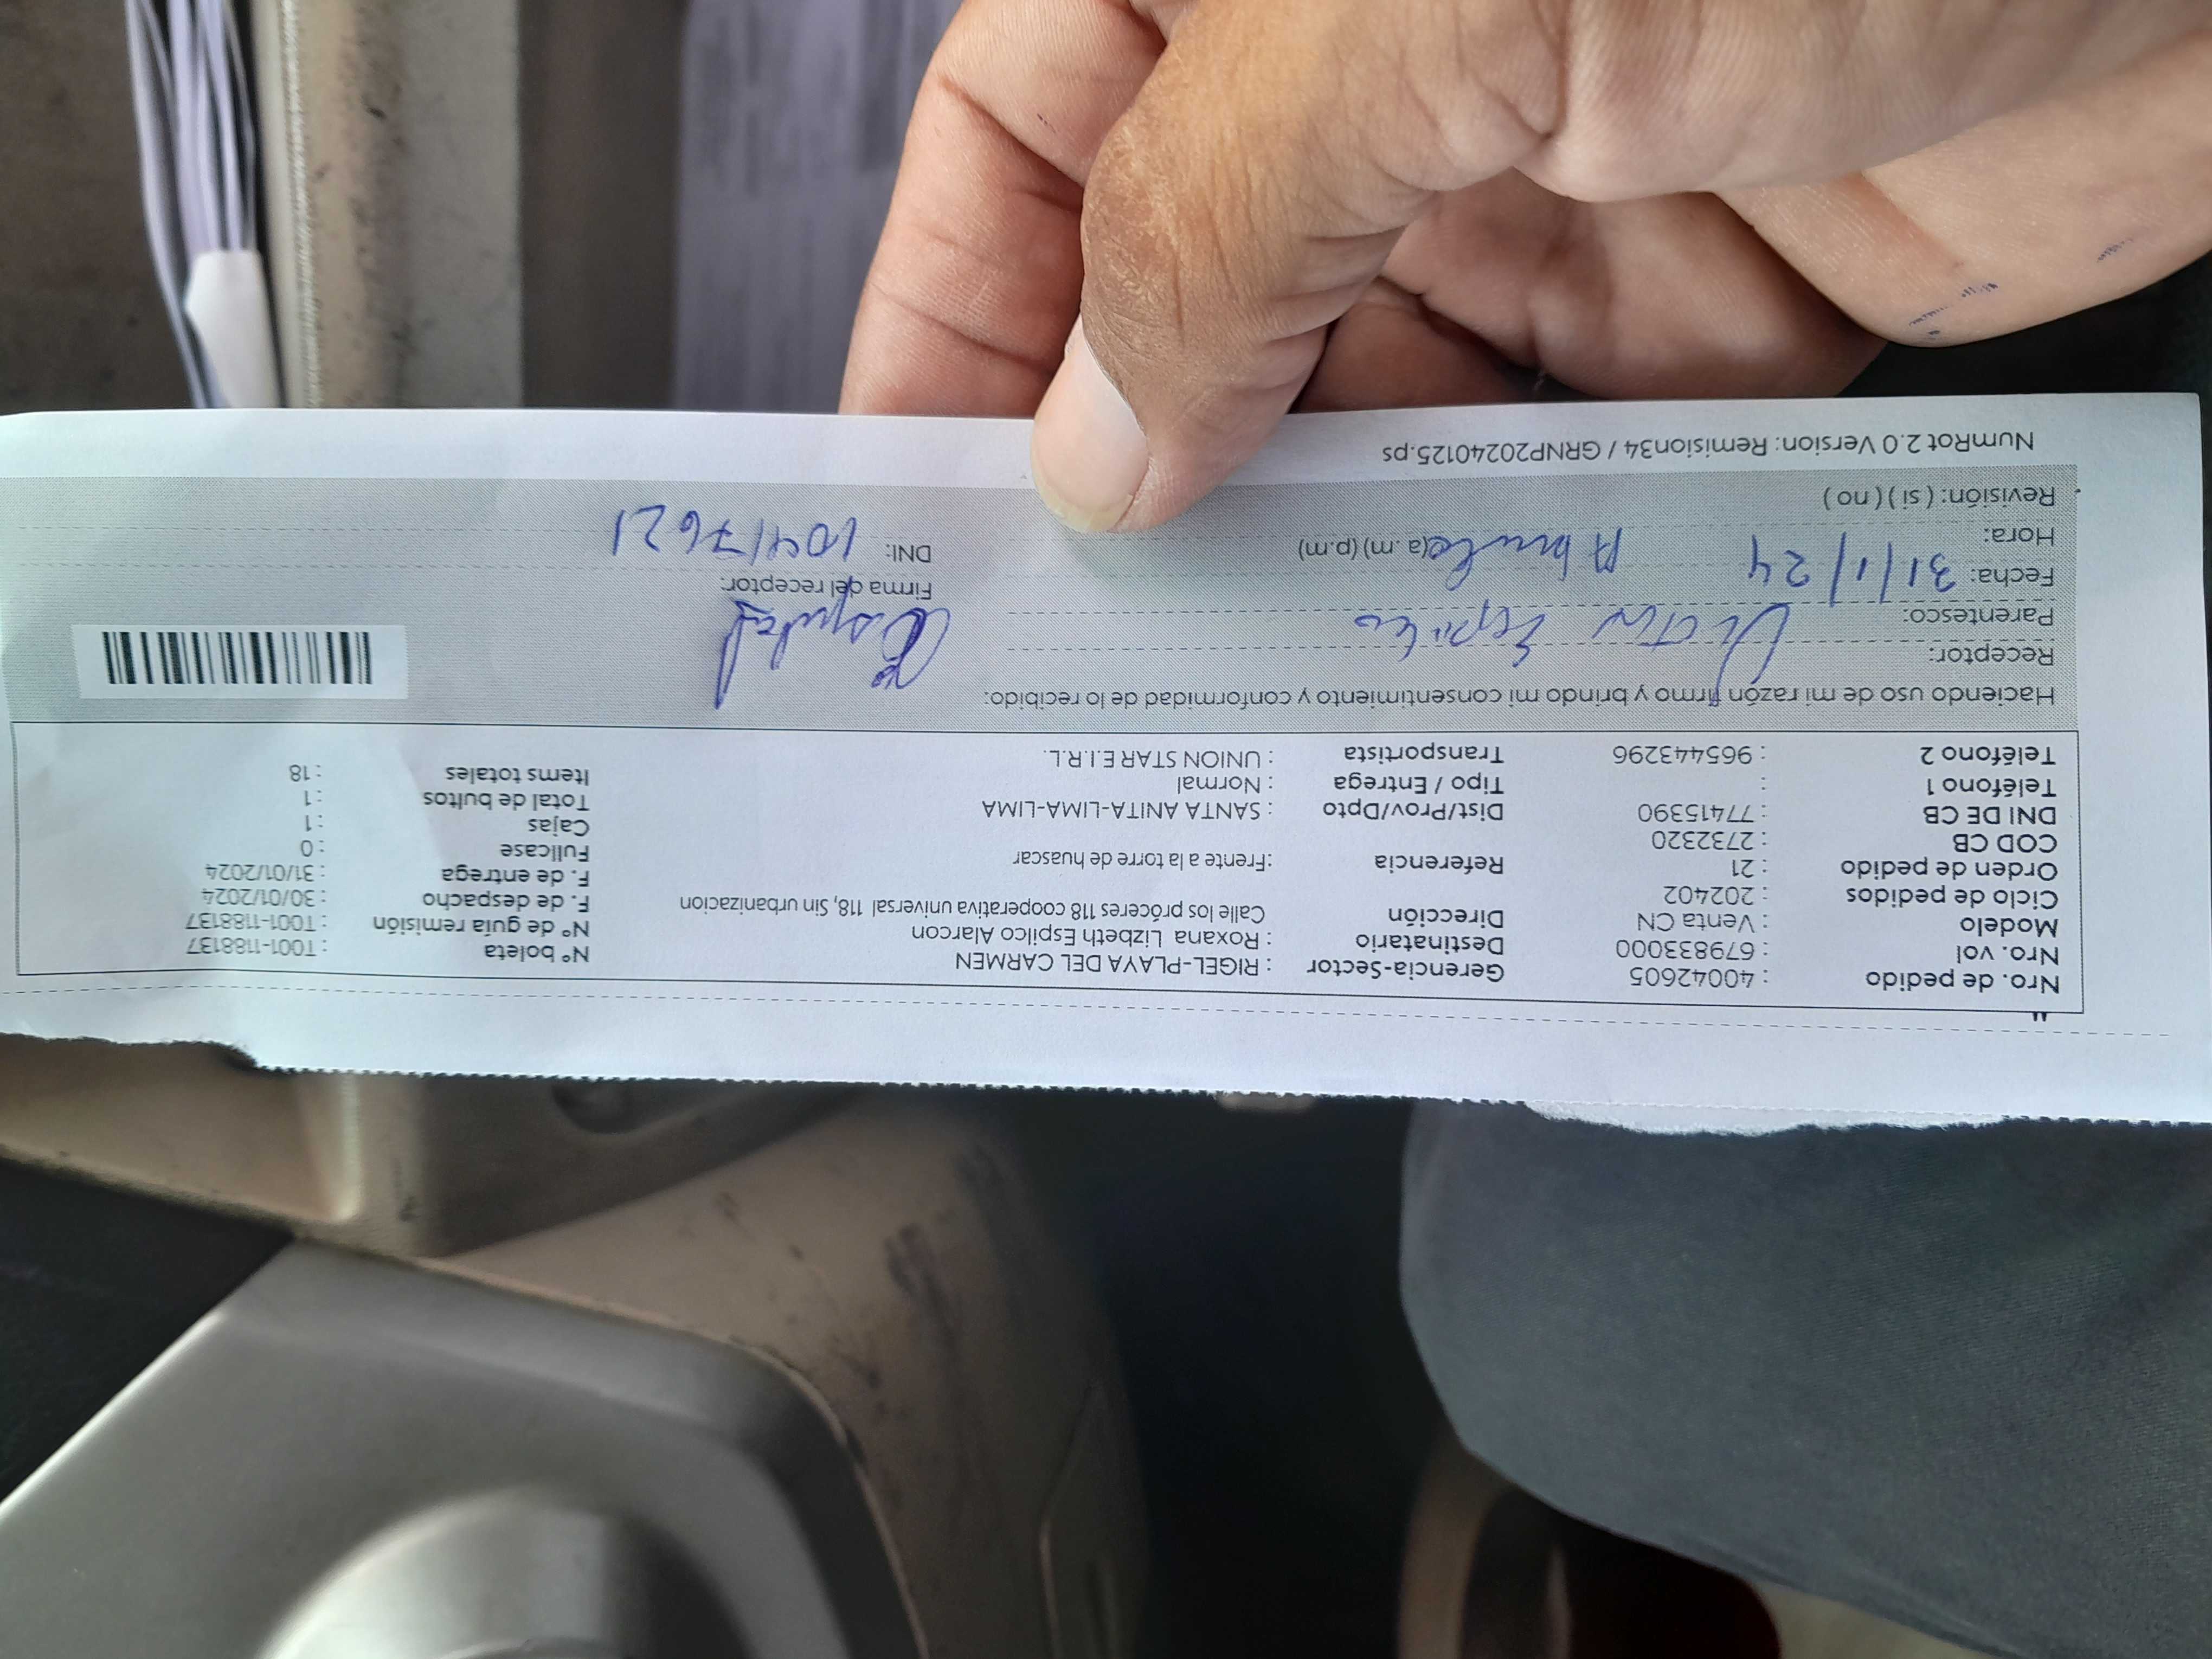 Nro. de pedido : 40042605 Gerencia-Sector : RIGEL-PLAYA DEL CARMEN Nº boleta : T001-1188137
Nro. vol : 679833000 Destinatario : Roxana Lizbeth Espilco Alarcon Nº de guía remisión : T001-1188137
Modelo : Venta CN Dirección Calle los próceres 118 cooperativa universal 118, Sin urbanizacion F. de despacho : 30/01/2024
Ciclo de pedidos : 202402 F. de entrega : 31/01/2024
Orden de pedido : 21 Referencia :Frente a la torre de huascar Fullcase : 0
COD CB : 2732320 Cajas : 1
DNI DE CB : 77415390 Dist/Prov/Dpto : SANTA ANITA-LIMA-LIMA Total de bultos : 1
Teléfono 1 : Tipo / Entrega : Normal Items totales : 18
Teléfono 2 : 965443296 Transportista : UNION STAR E.I.R.L.
Haciendo uso de mi razón firmo y brindo mi consentimiento y conformidad de lo recibido:
Receptor:
Victor Espilco
Parentesco:
Firma del receptor:
Fecha: 31/1/24
Hora: (a.m) (p.m) DNI: 10417621
Revisión: ( si ) ( no )
NumRot 2.0 Version: Remision34 / GRNP20240125.ps